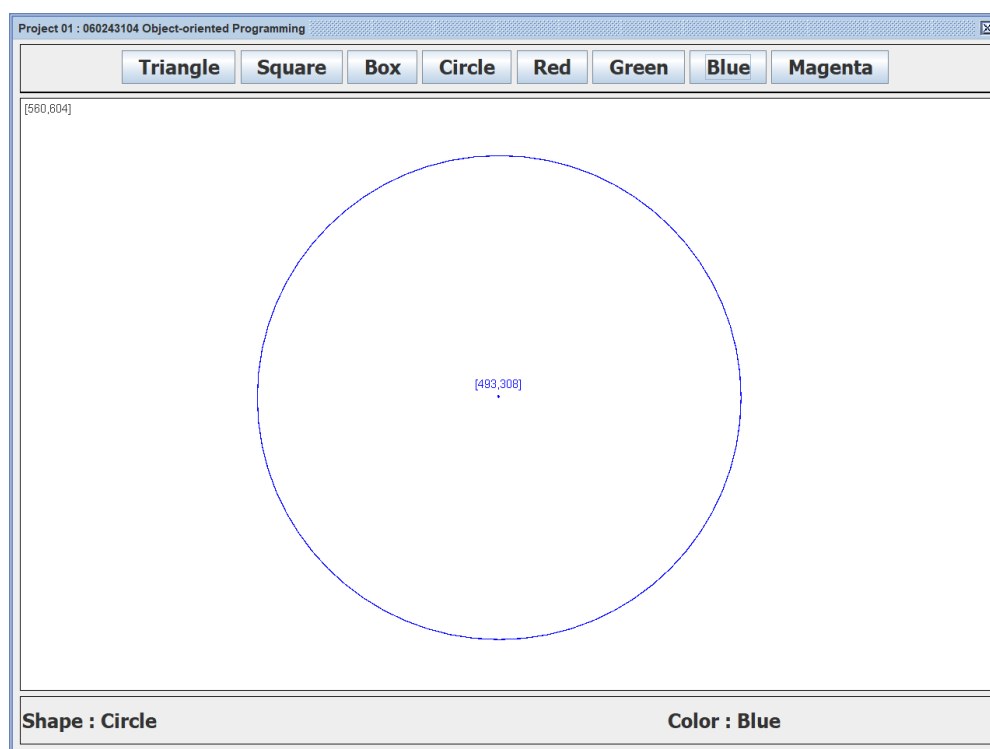 Project 01 : 060243104 Object-oriented Programming
Triangle Square Box Circle Red Green Blue Magenta
[560,604]
[493,308]
Shape : Circle Color : Blue